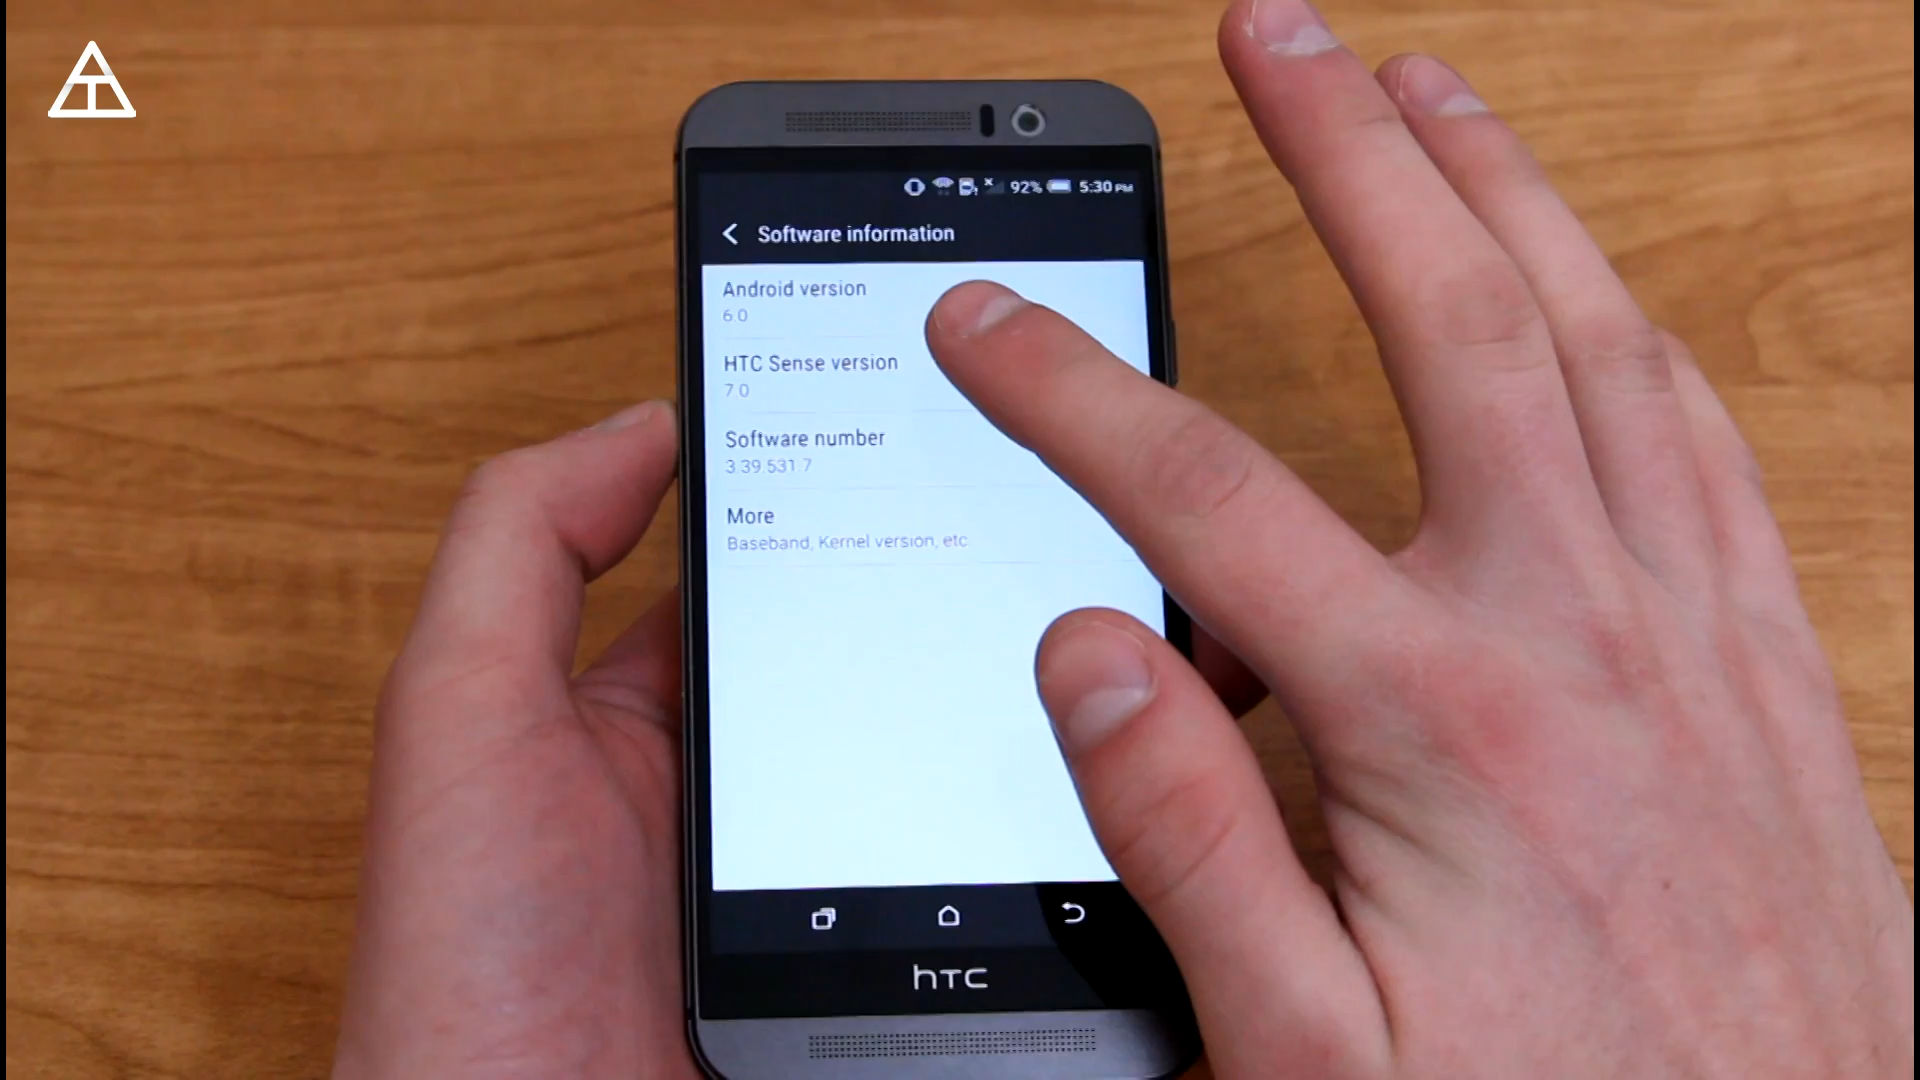 92% 5:30 PM
Software information
Android version
6.0
HTC Sense version
7.0
Software number
3.39.531.7
More
Baseband, Kernel version, etc
hTC